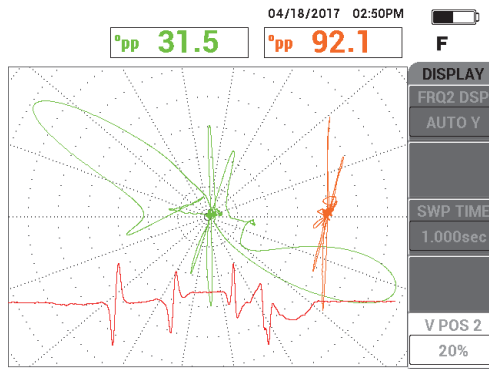 04/18/2017 02:50PM
°pp 31.5
°pp 92.1
F
DISPLAY
FRQ2 DSP
AUTO Y
SWP TIME
1.000sec
V POS 2
20%